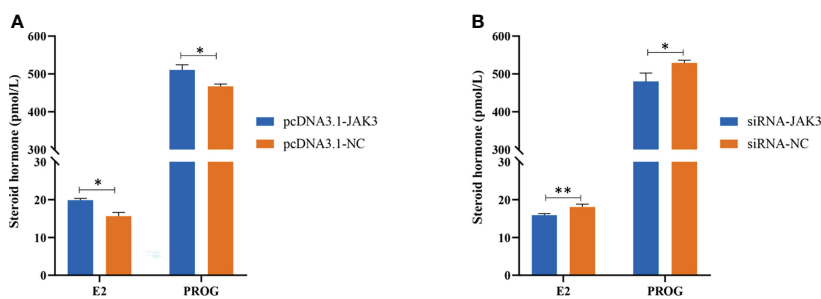 A
Steroid hormone (pmol/L)
600
500
400
300
30
20
10
0
*
*
E2
PROG
pcDNA3.1-JAK3
pcDNA3.1-NC
B
Steroid hormone (pmol/L)
600
500
400
300
30
20
10
0
**
*
E2
PROG
siRNA-JAK3
siRNA-NC